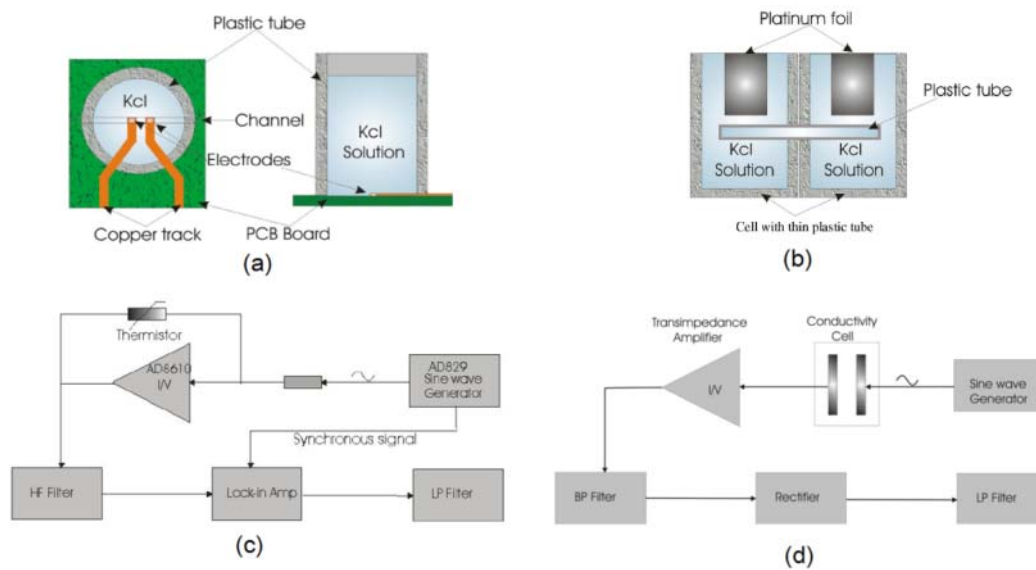 Plastic tube
Kcl
Channel
Electrodes
Kcl
Solution
Copper track
PCB Board
(a)
Platinum foil
Plastic tube
Kcl
Solution
Kcl
Solution
Cell with thin plastic tube
(b)
Thermistor
AD8610
I/V
AD829
Sine wave
Generator
Synchronous signal
HF Filter
Lock-in Amp
LP Filter
(c)
Transimpedance
Amplifier
Conductivity
Cell
I/V
Sine wave
Generator
BP Filter
Rectifier
LP Filter
(d)